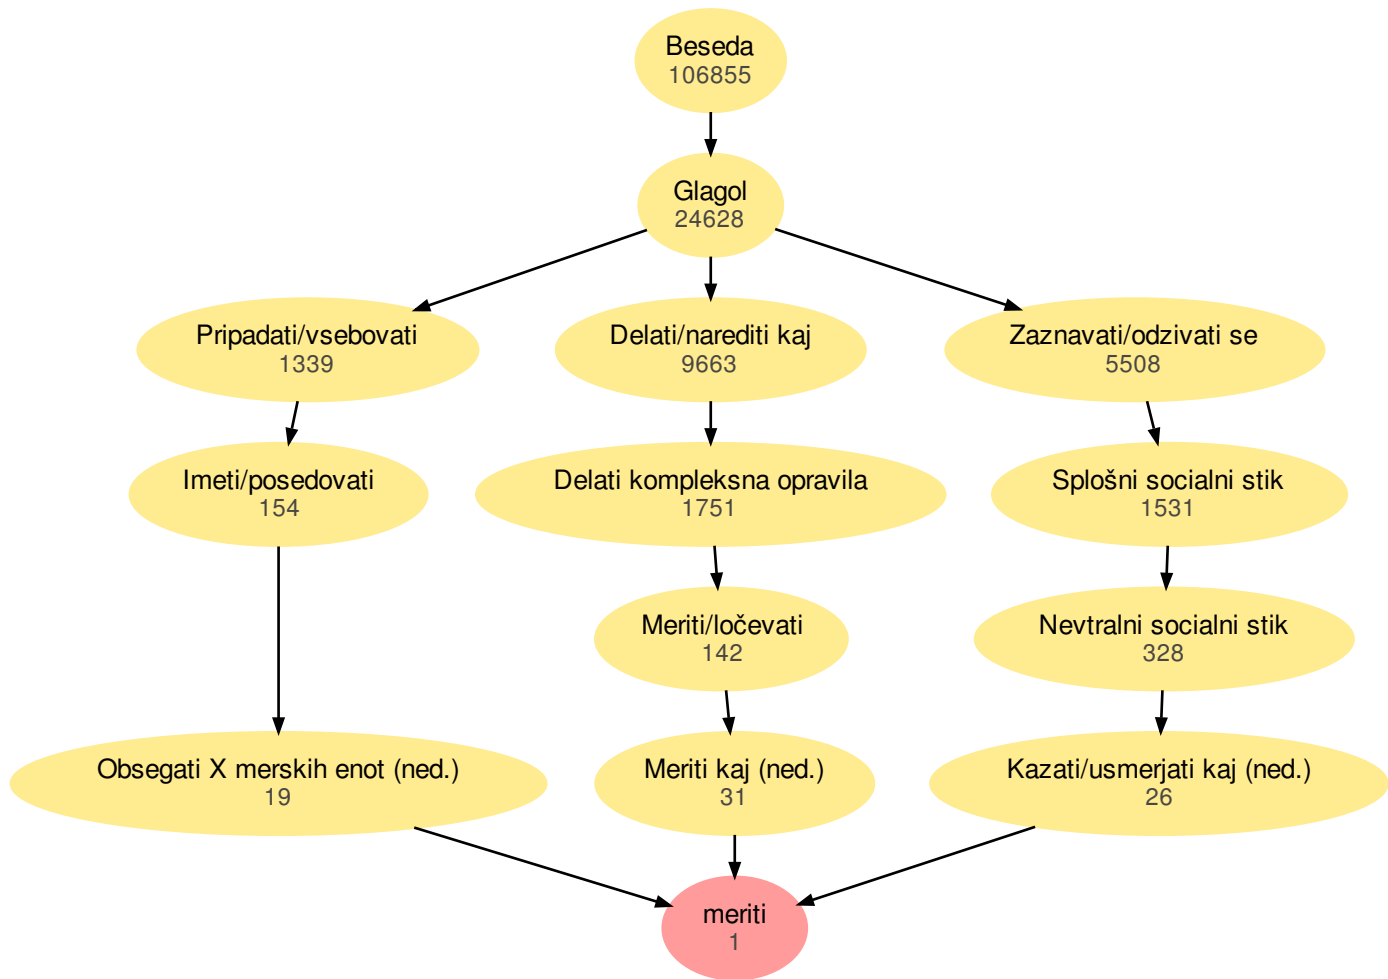 Beseda
106855
Glagol
24628
Pripadati/vsebovati
1339
Delati/narediti kaj
9663
Zaznavati/odzivati se
5508
Imeti/posedovati
154
Delati kompleksna opravila
1751
Splošni socialni stik
1531
Meriti/ločevati
142
Nevtralni socialni stik
328
Obsegati X merskih enot (ned.)
19
Meriti kaj (ned.)
31
Kazati/usmerjati kaj (ned.)
26
meriti
1